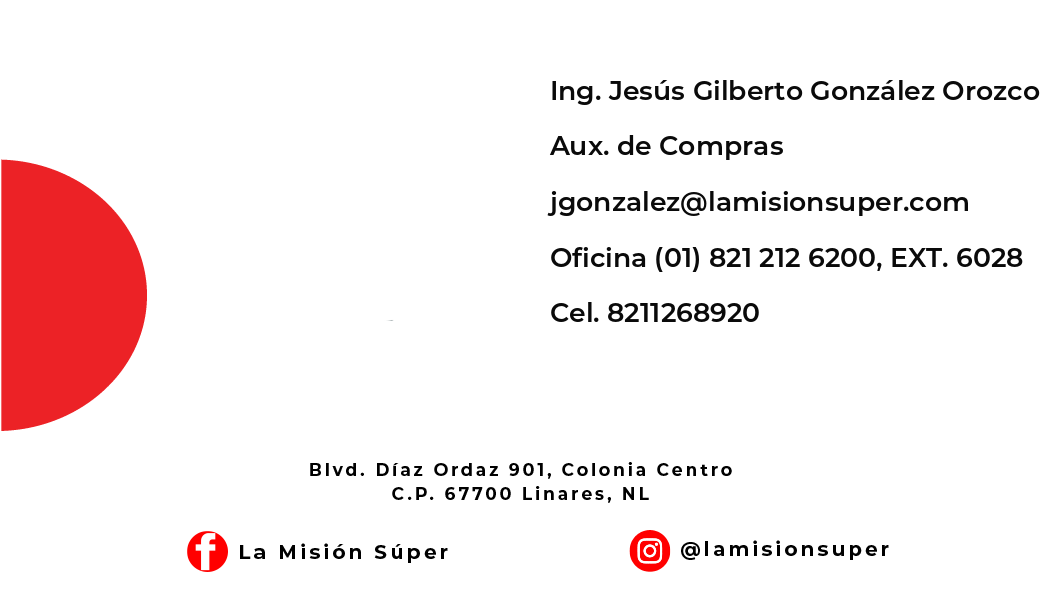 Ing. Jesús Gilberto González Orozco
Aux. de Compras
jgonzalez@lamisionsuper.com
Oficina (01) 821 212 6200, EXT. 6028
Cel. 8211268920
Blvd. Díaz Ordaz 901, Colonia Centro
C.P. 67700 Linares, NL
La Misión Súper
@lamisionsuper